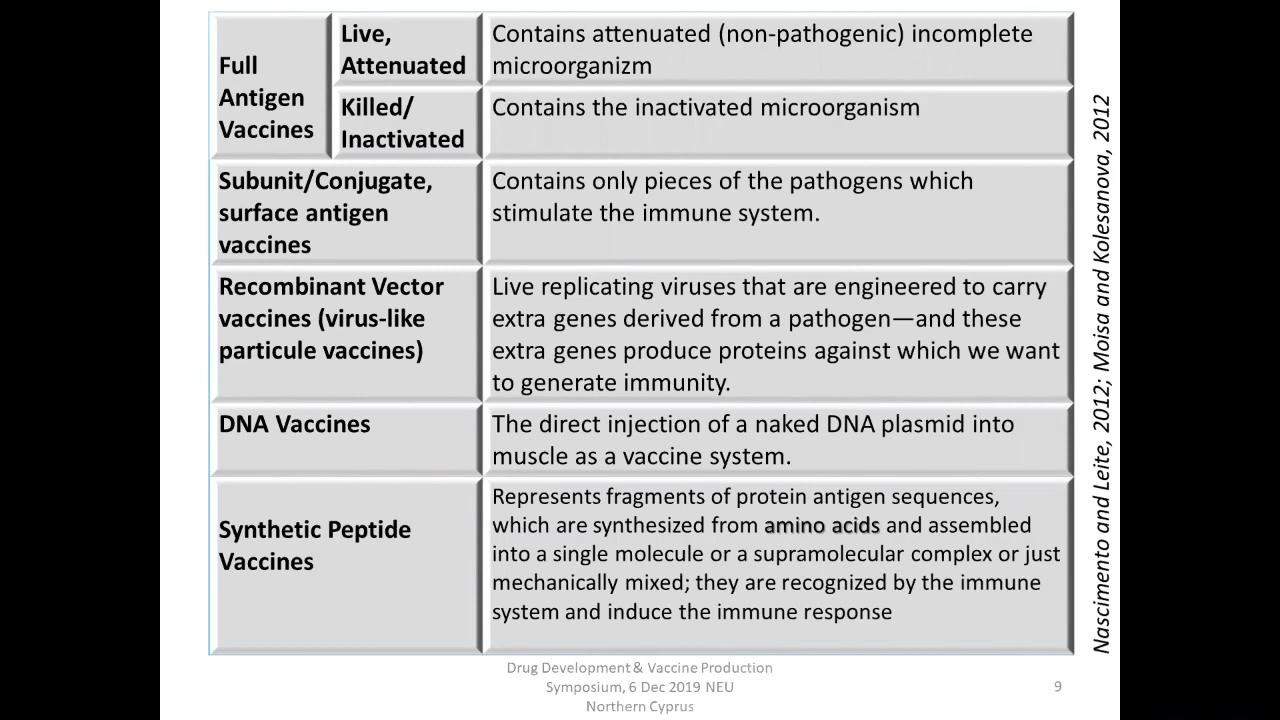 Full
Antigen
Vaccines
Live,
Attenuated
Contains attenuated (non-pathogenic) incomplete
microorganizm
Killed/
Inactivated
Contains the inactivated microorganism
Subunit/Conjugate,
surface antigen
vaccines
Contains only pieces of the pathogens which
stimulate the immune system.
Recombinant Vector
vaccines (virus-like
particule vaccines)
Live replicating viruses that are engineered to carry
extra genes derived from a pathogen—and these
extra genes produce proteins against which we want
to generate immunity.
DNA Vaccines
The direct injection of a naked DNA plasmid into
muscle as a vaccine system.
Synthetic Peptide
Vaccines
Represents fragments of protein antigen sequences,
which are synthesized from amino acids and assembled
into a single molecule or a supramolecular complex or just
mechanically mixed; they are recognized by the immune
system and induce the immune response
Nascimento and Leite, 2012; Moisa and Kolesanova, 2012
Drug Development & Vaccine Production
Symposium, 6 Dec 2019 NEU
Northern Cyprus
9